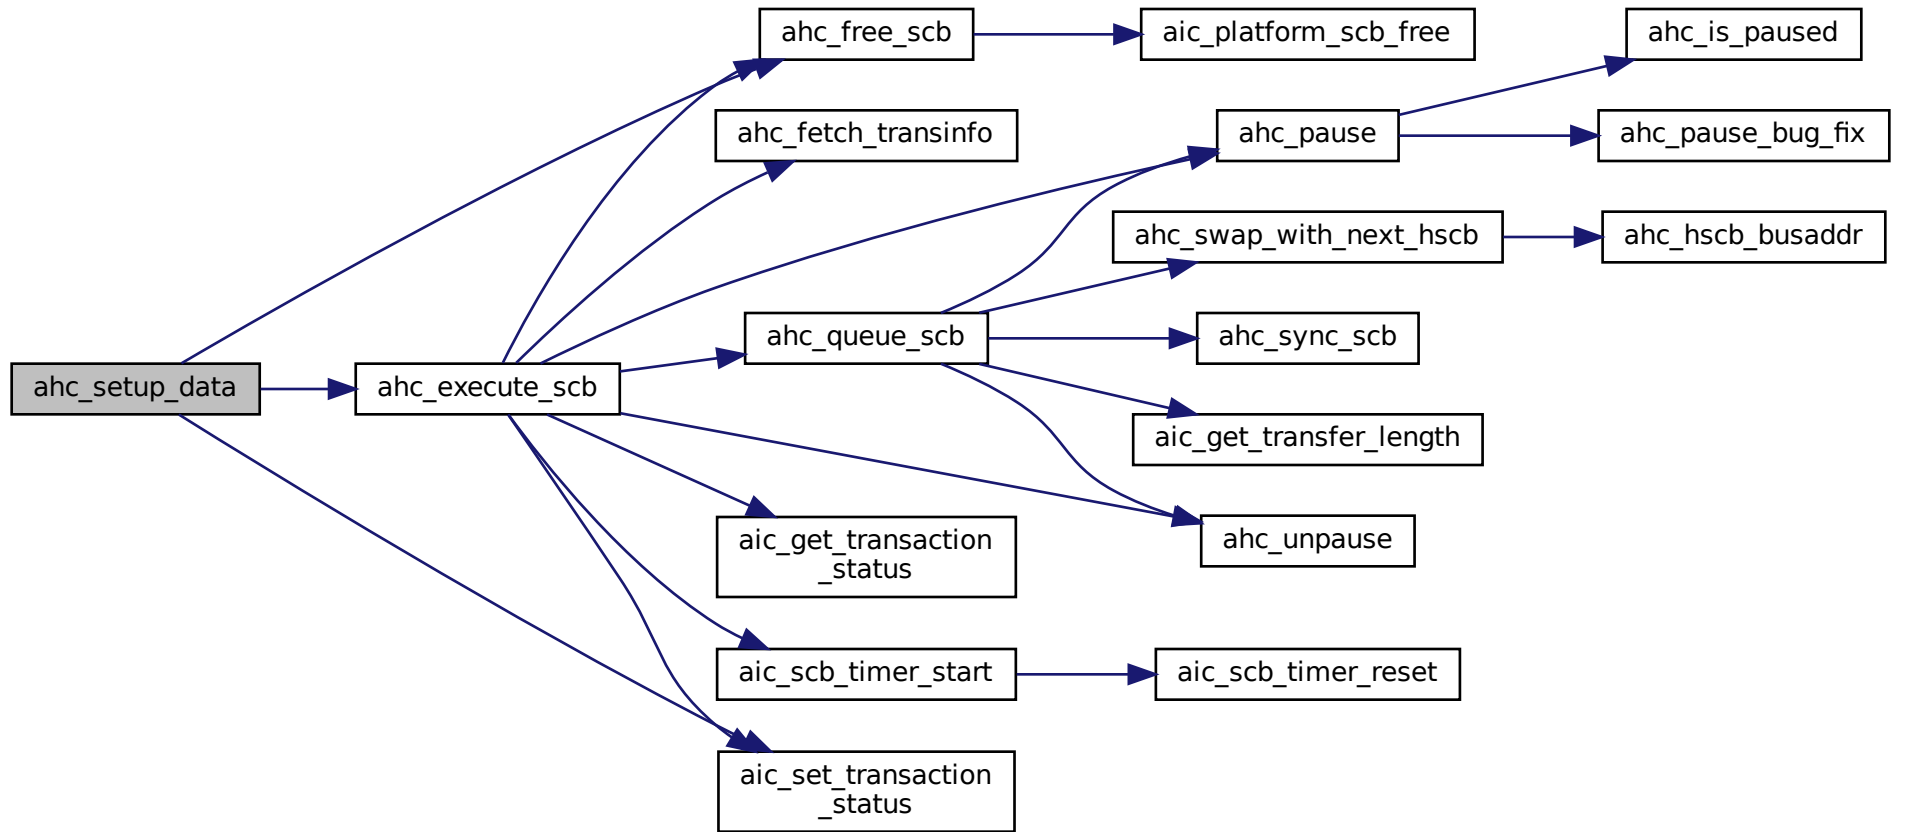 ahc_free_scb
aic_platform_scb_free
ahc_is_paused
ahc_fetch_transinfo
ahc_pause
ahc_pause_bug_fix
ahc_swap_with_next_hscb
ahc_hscb_busaddr
ahc_queue_scb
ahc_sync_scb
ahc_setup_data
ahc_execute_scb
aic_get_transfer_length
aic_get_transaction
_status
ahc_unpause
aic_scb_timer_start
aic_scb_timer_reset
aic_set_transaction
_status